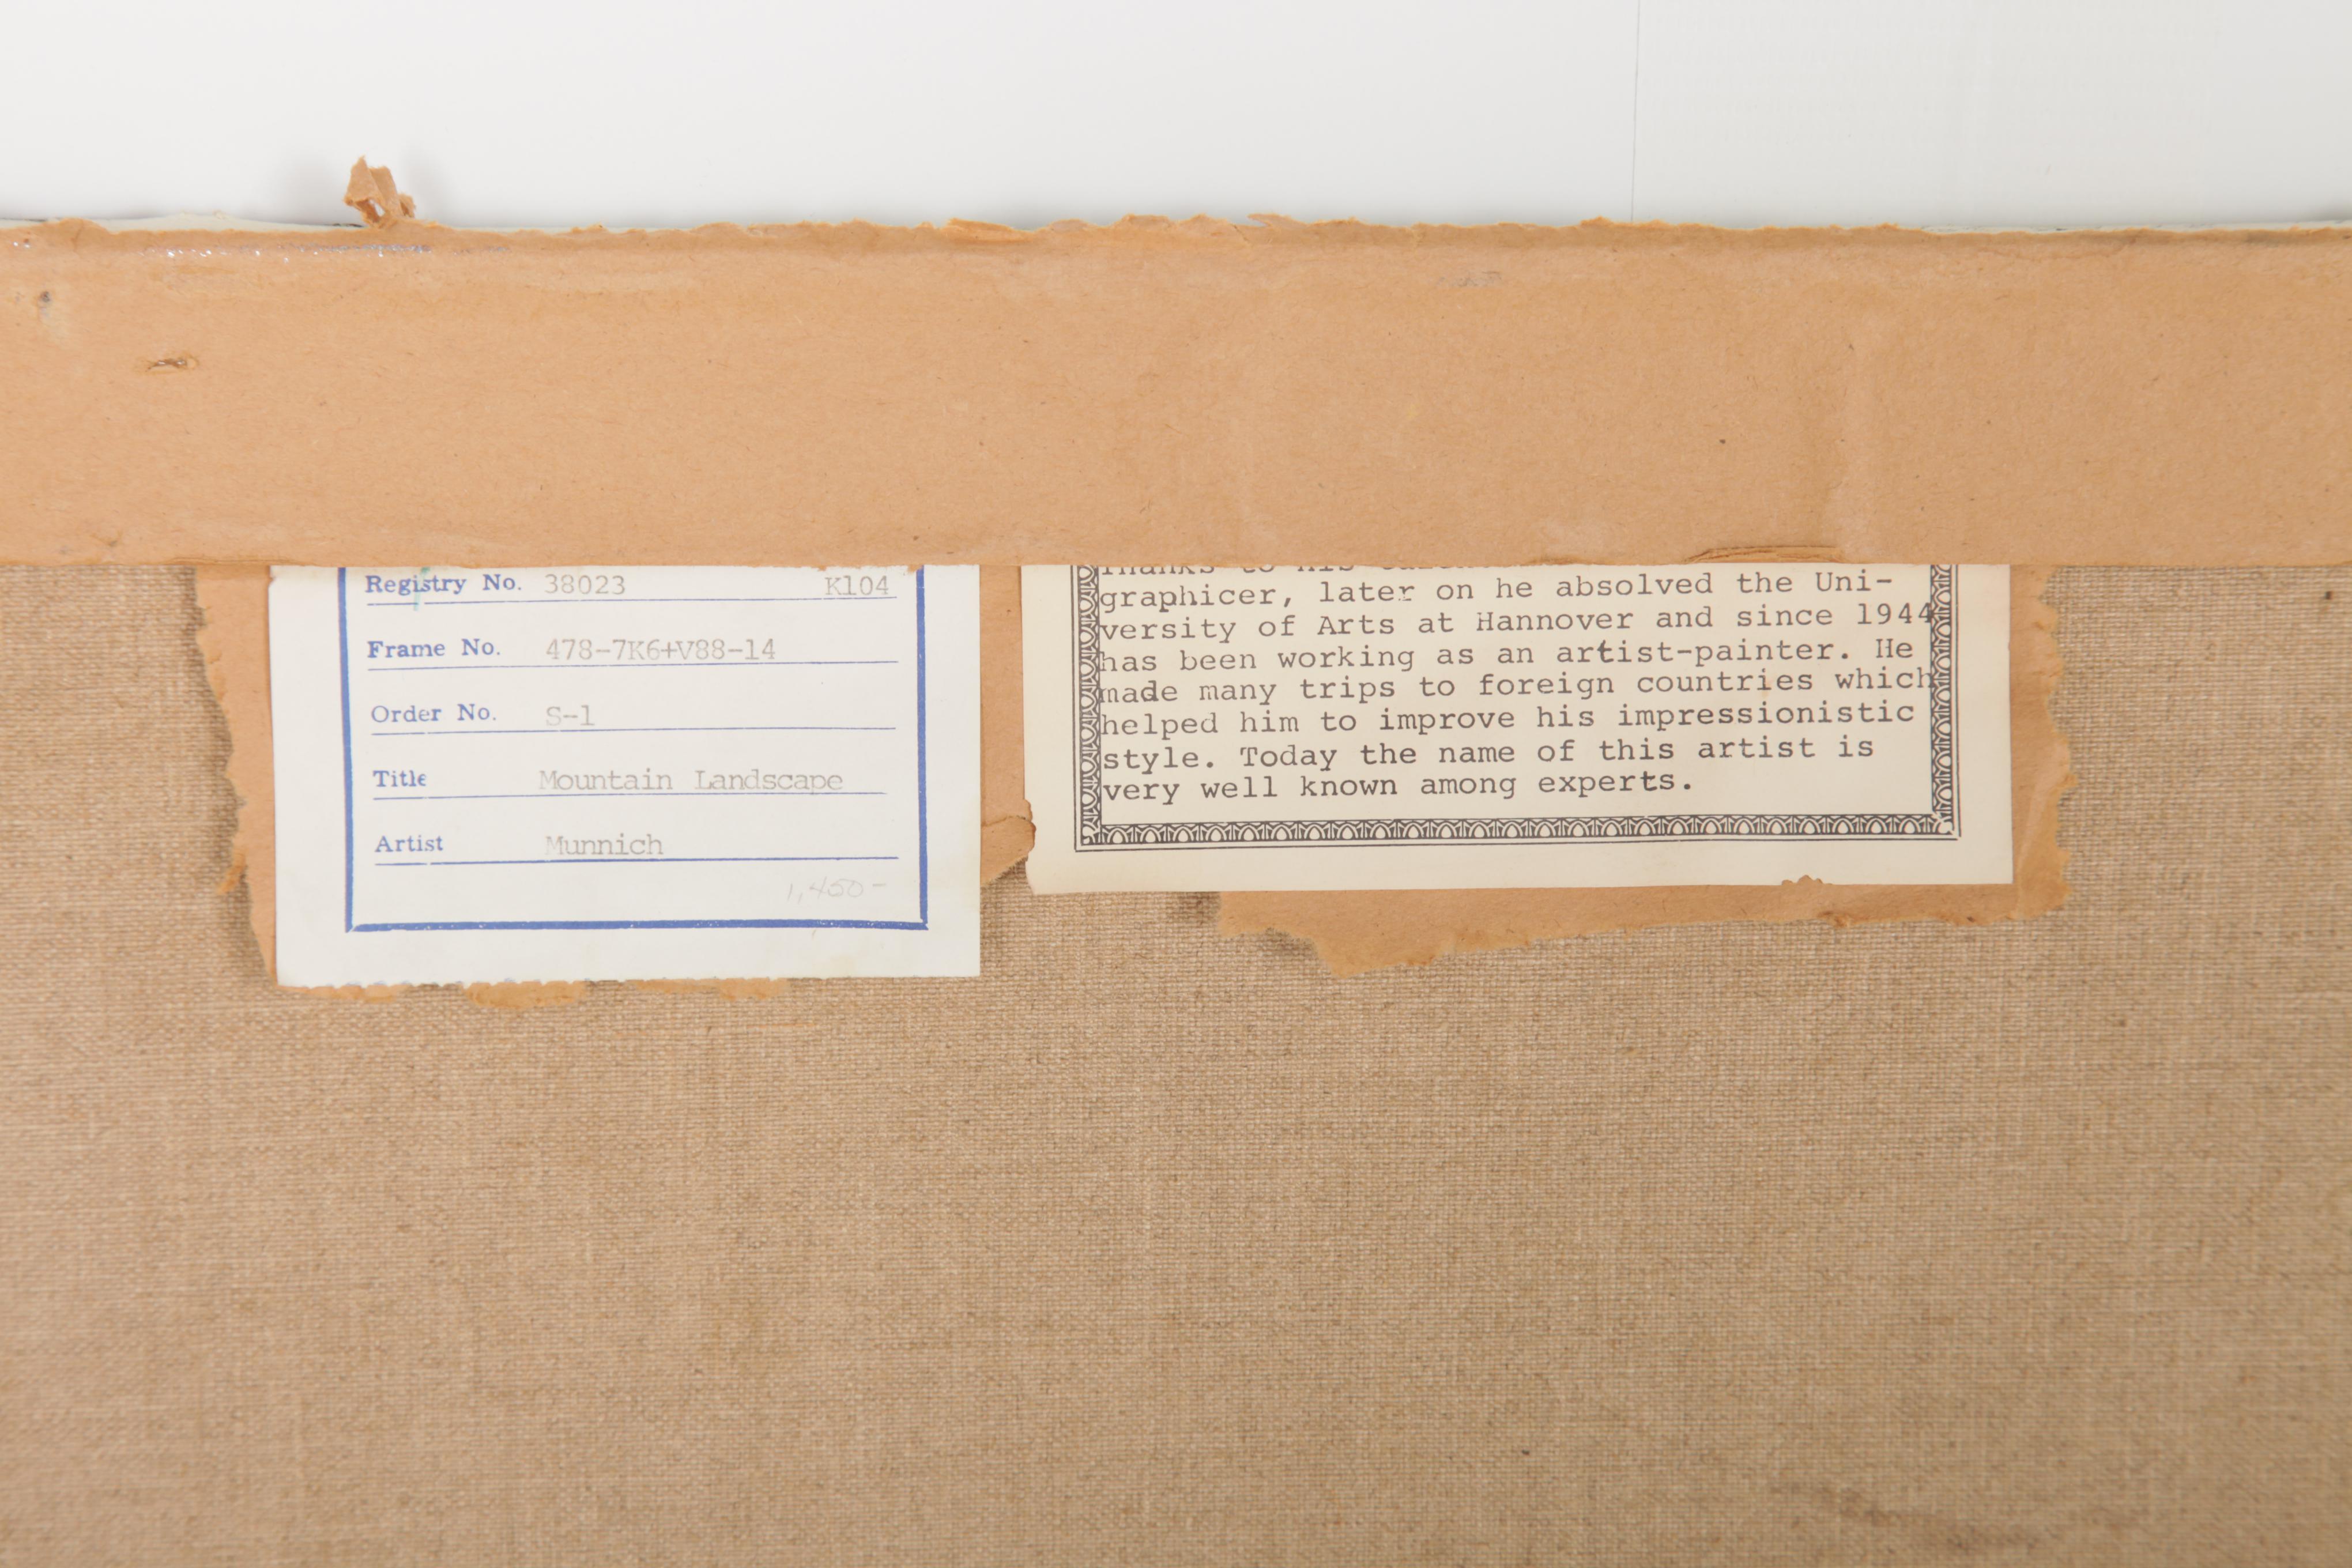 Registry No. 38023 K104
Frame No. 478-7K6+V88-14
Order No. S-1
Title Mountain Landscape
Artist Munnich
1,450-
Thanks to his
graphicer, later on he absolved the Uni-
versity of Arts at Hannover and since 1944
has been working as an artist-painter. He
made many trips to foreign countries which
helped him to improve his impressionistic
style. Today the name of this artist is
very well known among experts.